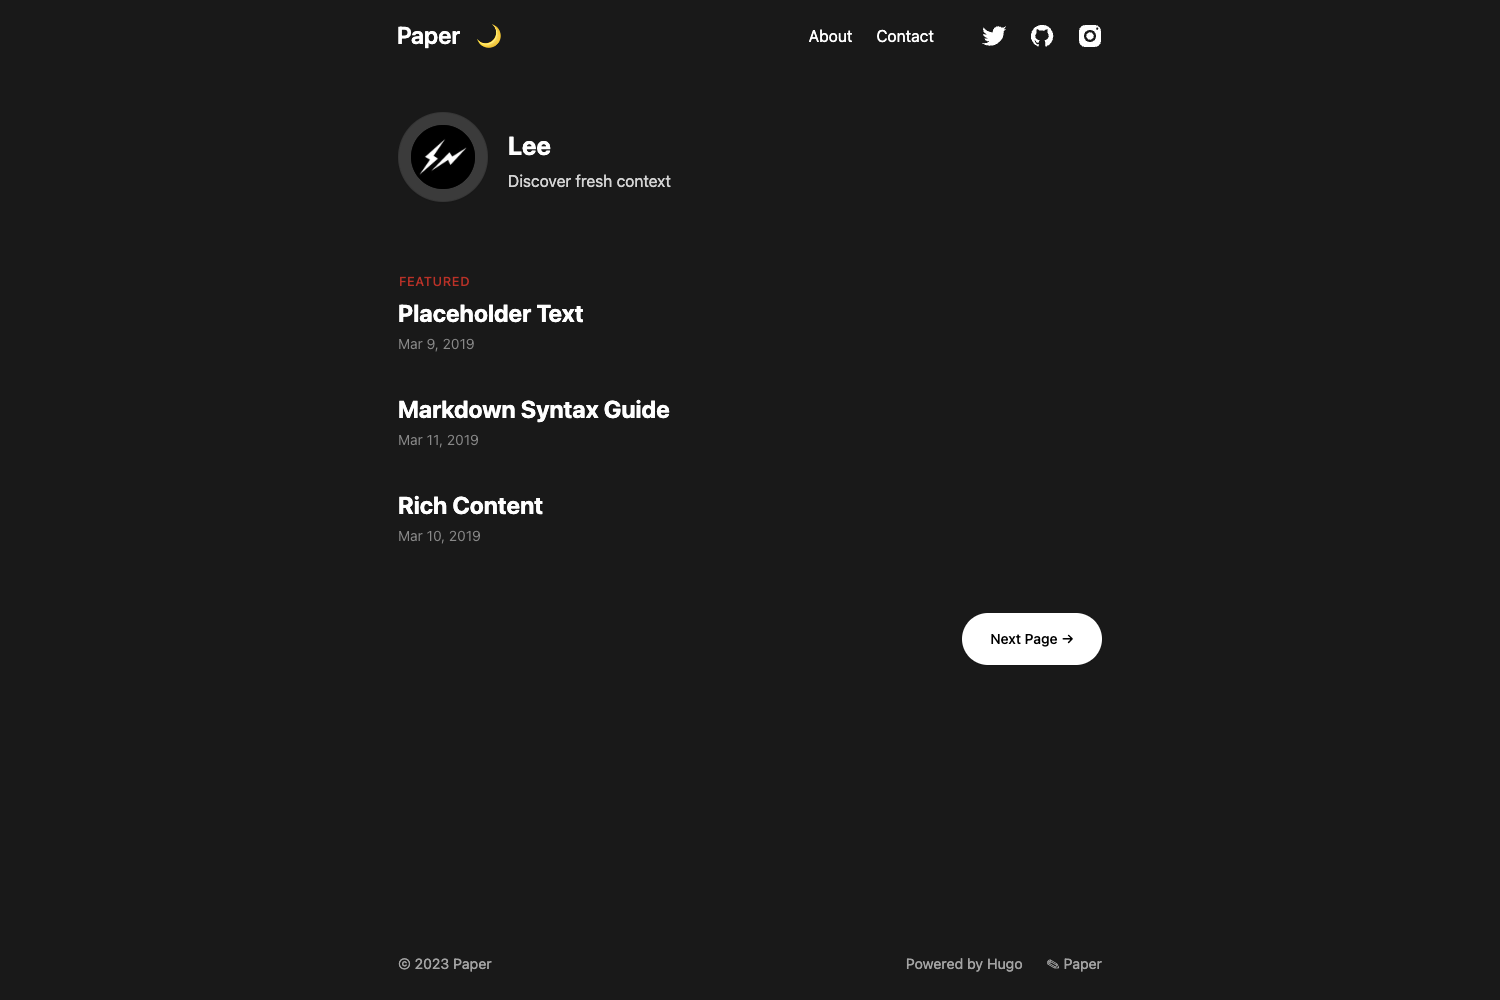 Paper 🌙
About Contact
Lee
Discover fresh context
FEATURED
Placeholder Text
Mar 9, 2019
Markdown Syntax Guide
Mar 11, 2019
Rich Content
Mar 10, 2019
Next Page →
© 2023 Paper
Powered by Hugo ✎ Paper